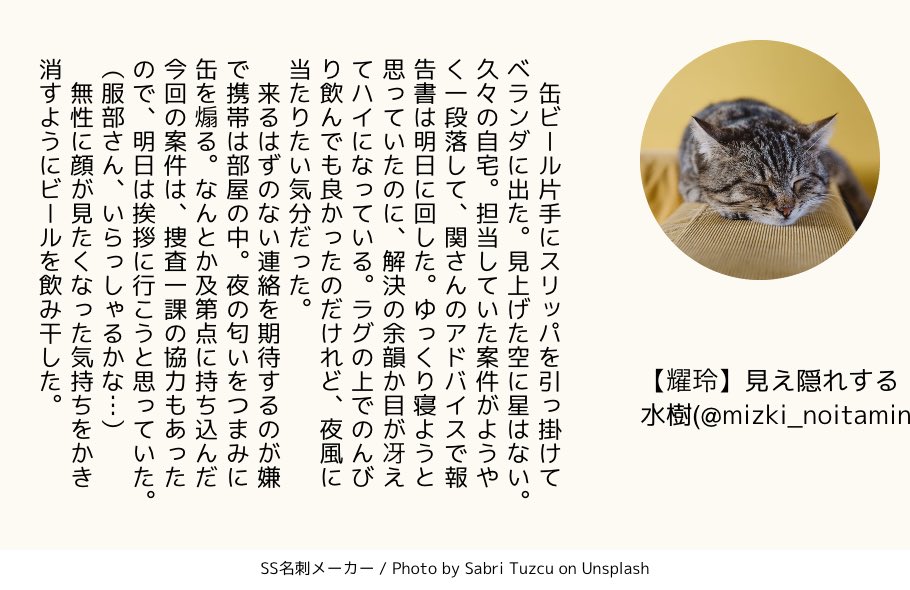 缶ビール片手にスリッパを引っ掛けて
ベランダに出た。見上げた空に星はない。
久々の自宅。担当していた案件がようや
く一段落して、関さんのアドバイスで報
告書は明日に回した。ゆっくり寝ようと
思っていたのに、解決の余韻か目が冴え
てハイになっている。ラグの上でのんび
り飲んでも良かったのだけれど、夜風に
当たりたい気分だった。
来るはずのない連絡を期待するのが嫌
で携帯は部屋の中。夜の匂いをつまみに
缶を煽る。なんとか及第点に持ち込んだ
今回の案件は、捜査一課の協力もあった
ので、明日は挨拶に行こうと思っていた。
（服部さん、いらっしゃるかな…）
無性に顔が見たくなった気持ちをかき
消すようにビールを飲み干した。
【耀玲】見え隠れする
水樹(@mizki_noitamin
SS名刺メーカー / Photo by Sabri Tuzcu on Unsplash